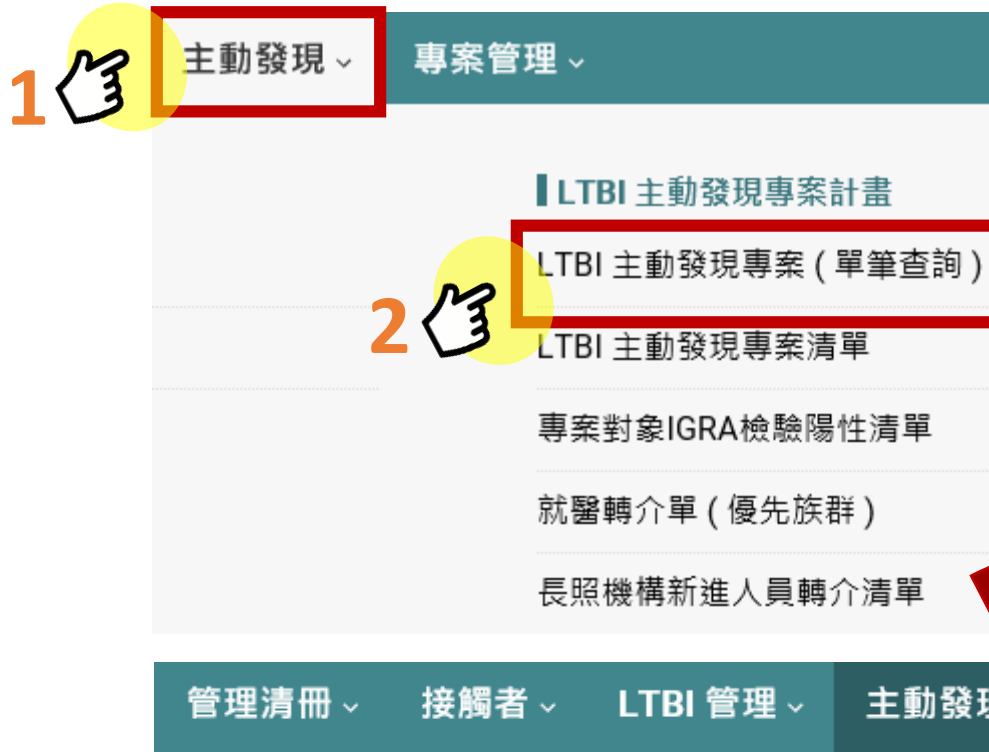 1 主動發現 專案管理
LTBI 主動發現專案計畫
LTBI 主動發現專案 ( 單筆查詢 )
2
LTBI 主動發現專案清單
專案對象IGRA檢驗陽性清單
就醫轉介單 ( 優先族群 )
長照機構新進人員轉介清單
管理清冊 接觸者 LTBI 管理 主動發現